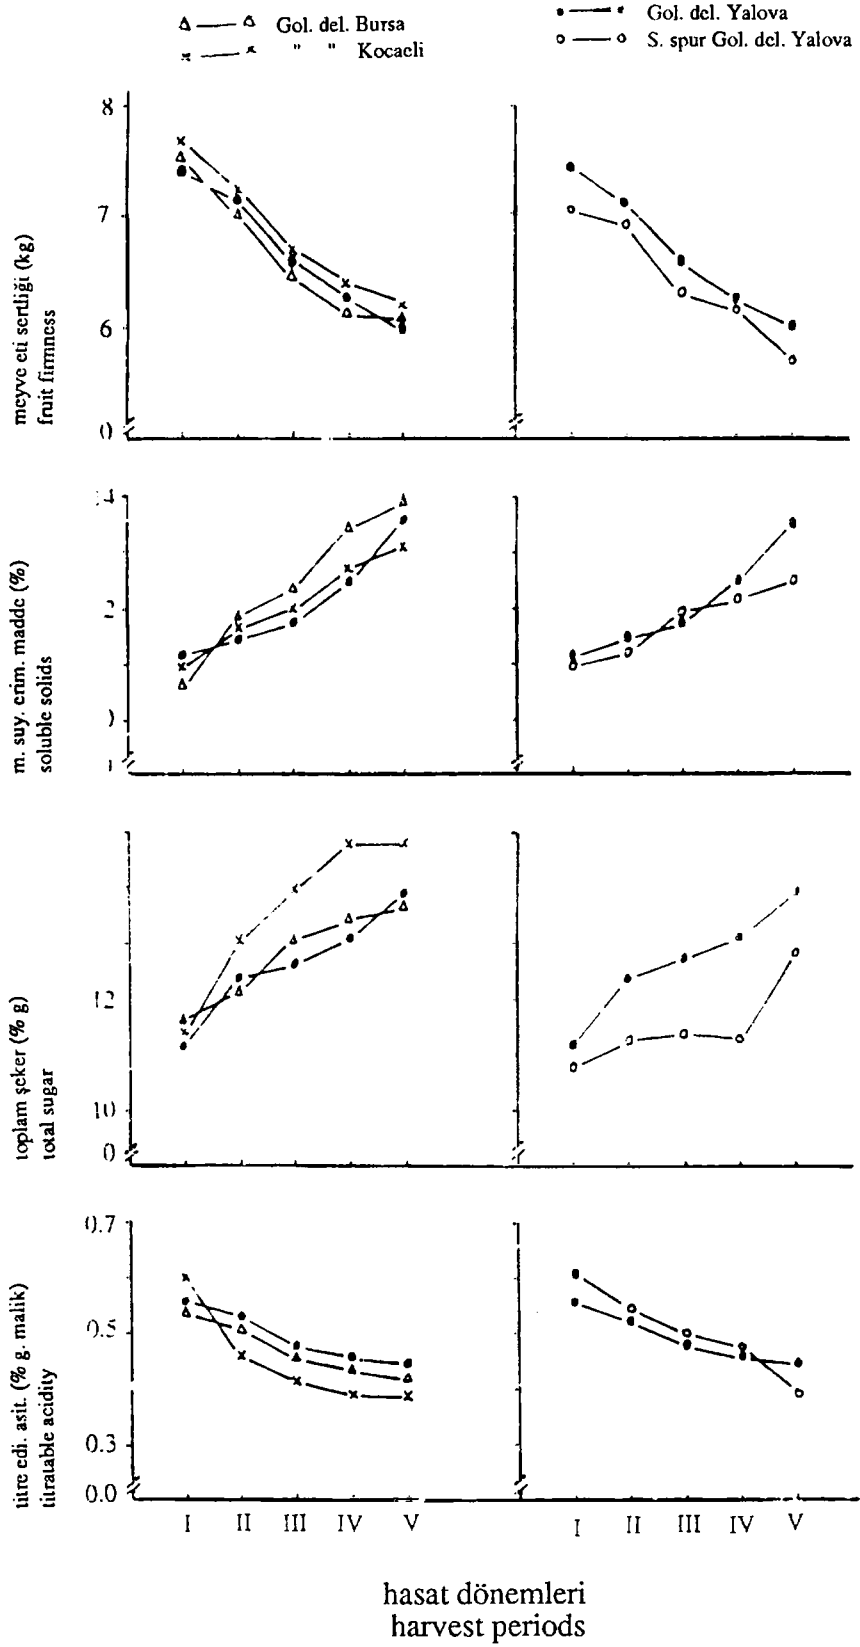 Gol. del. Bursa
" " Kocaeli
Gol. del. Yalova
S. spur Gol. del. Yalova
meyve eti sertliği (kg)
fruit firmness
8
7
6
0
m. suy. erim. madde (%)
soluble solids
toplam şeker (% g)
total sugar
12
10
0
titre edi. asit. (% g. malik)
titratable acidity
0.7
0.5
0.3
0.0
I II III IV V
I II III IV V
hasat dönemleri
harvest periods